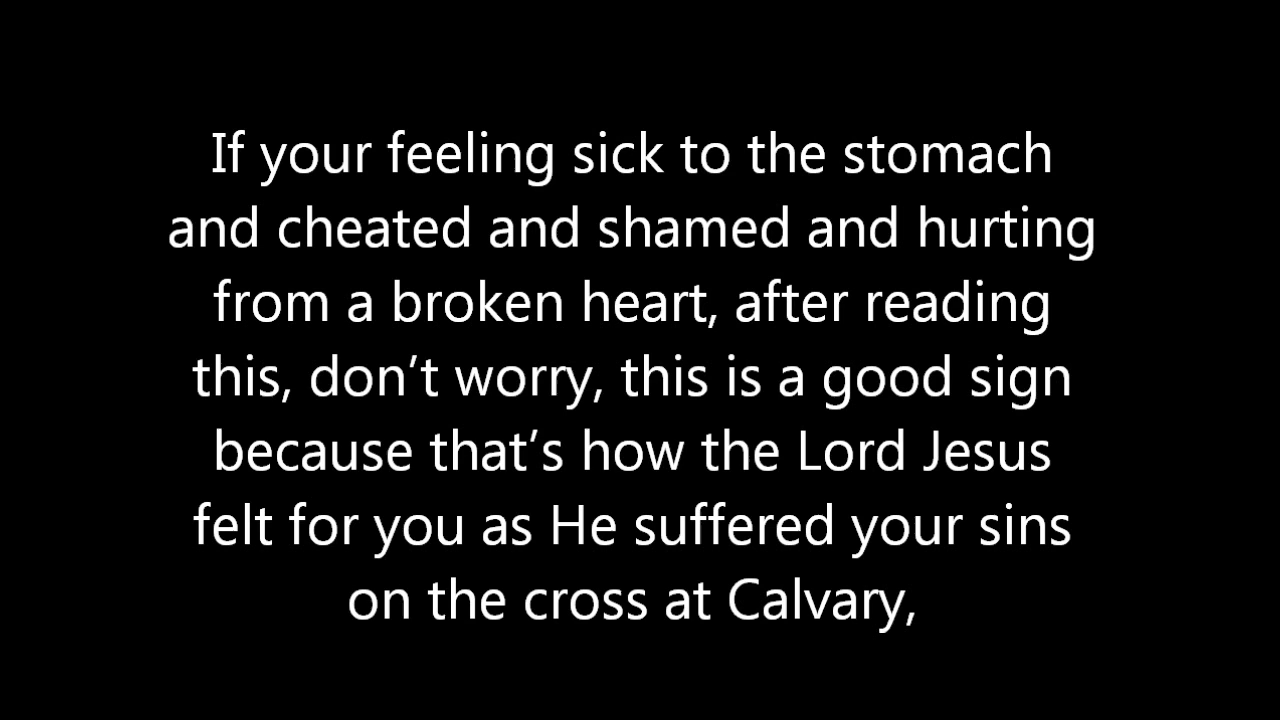 If your feeling sick to the stomach
and cheated and shamed and hurting
from a broken heart, after reading
this, don’t worry, this is a good sign
because that’s how the Lord Jesus
felt for you as He suffered your sins
on the cross at Calvary,